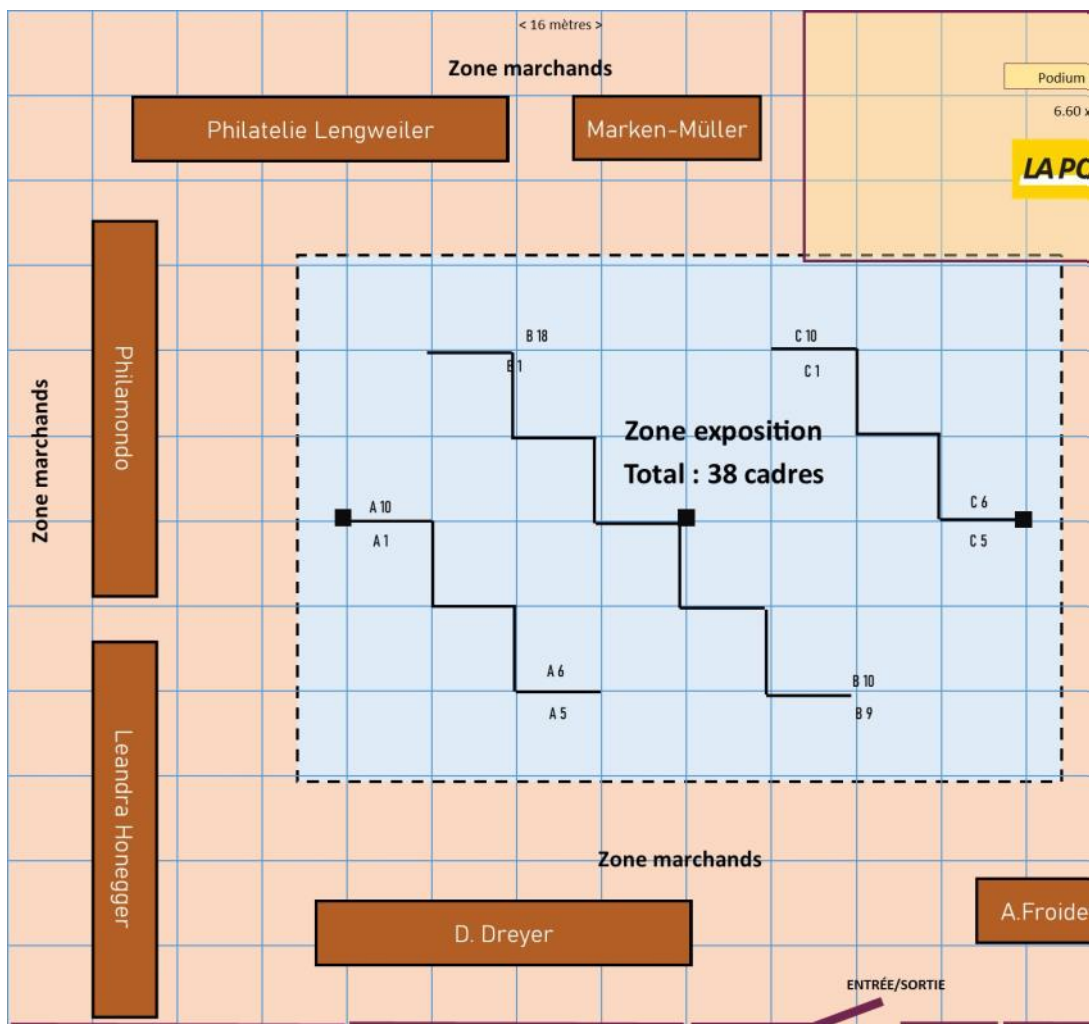 < 16 mètres >
Zone marchands
Podium
6.60 x
Philatelie Lengweiler
Marken-Müller
LA PO
B 18
B 1
C 10
C 1
Philamondo
Zone marchands
Zone exposition
Total : 38 cadres
A 10
A 1
C 6
C 5
A 6
A 5
B 10
B 9
Leandra Honegger
Zone marchands
D. Dreyer
A.Froide
ENTRÉE/SORTIE